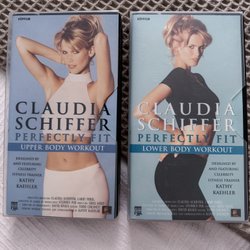 CLAUDIA
SCHIFFER
PERFECTLY FIT
UPPER BODY WORKOUT
DESIGNED BY
AND FEATURING
CELEBRITY
FITNESS TRAINER
KATHY
KAEHLER
CLAUDIA
SCHIFFER
PERFECTLY FIT
LOWER BODY WORKOUT
DESIGNED BY
AND FEATURING
CELEBRITY
FITNESS TRAINER
KATHY
KAEHLER